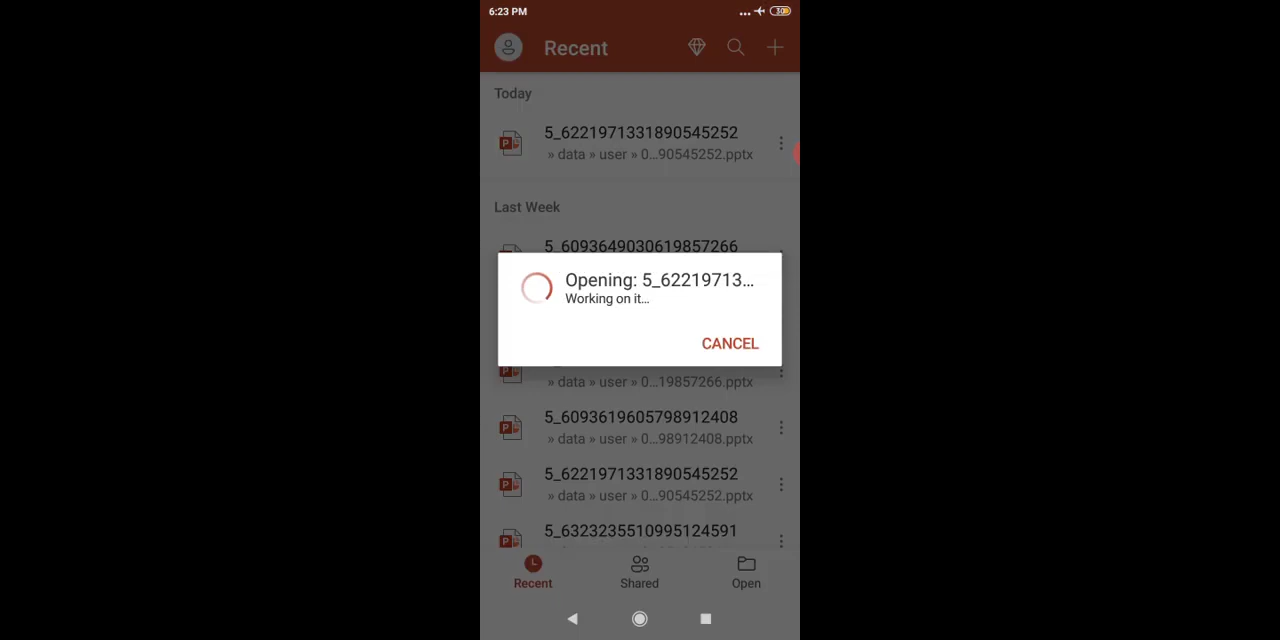 6:23 PM
30
Recent
Today
5_6221971331890545252
» data » user » 0...90545252.pptx
Last Week
5_6093649030619857266
Opening: 5_62219713...
Working on it...
CANCEL
» data » user » 0...19857266.pptx
5_6093619605798912408
» data » user » 0...98912408.pptx
5_6221971331890545252
» data » user » 0...90545252.pptx
5_6323235510995124591
Recent
Shared
Open